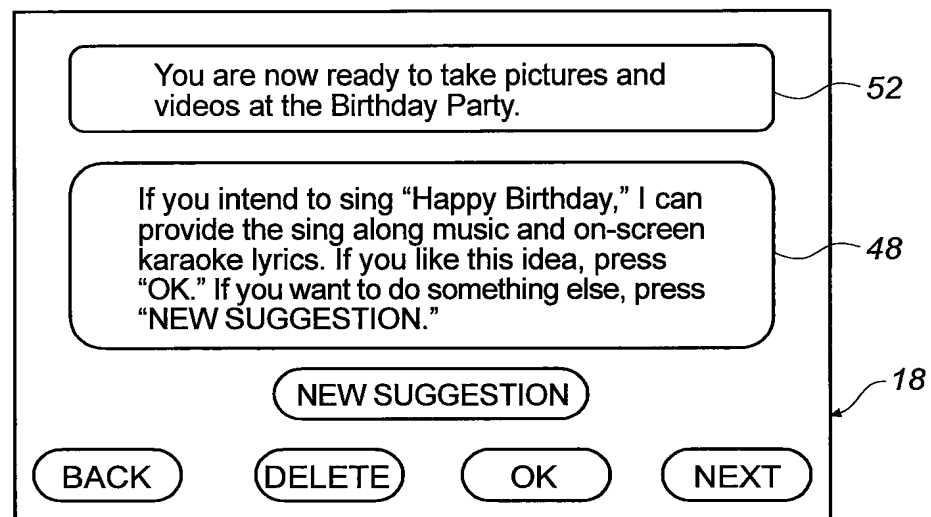 You are now ready to take pictures and
videos at the Birthday Party.
52
If you intend to sing “Happy Birthday,” I can
provide the sing along music and on-screen
karaoke lyrics. If you like this idea, press
“OK.” If you want to do something else, press
“NEW SUGGESTION.”
48
NEW SUGGESTION
18
BACK DELETE OK NEXT